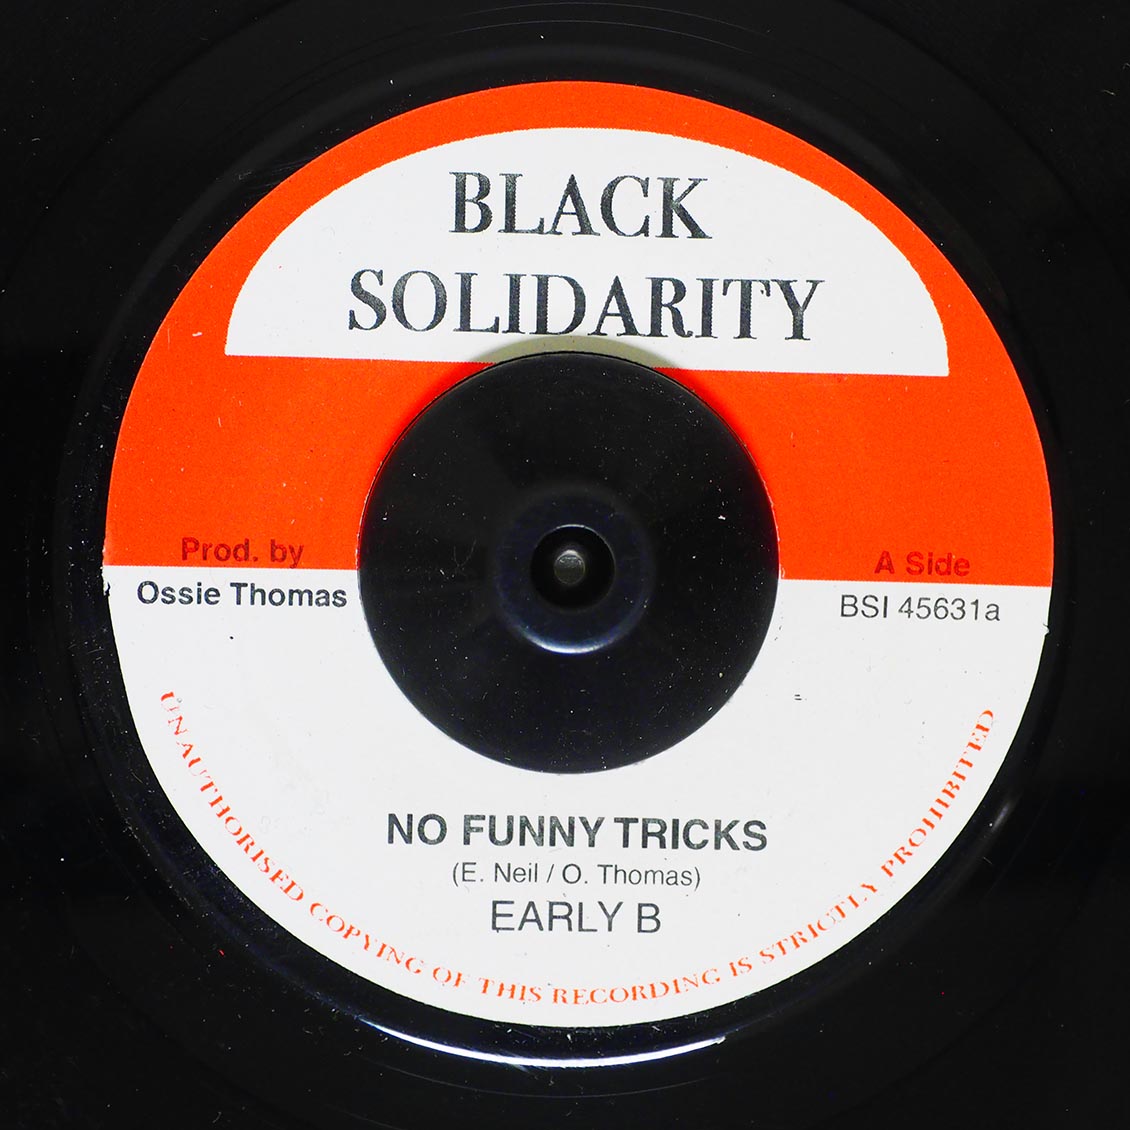 BLACK
SOLIDARITY
Prod. by
Ossie Thomas
A Side
BSI 45631a
NO FUNNY TRICKS
(E. Neil / O. Thomas)
EARLY B
UNAUTHORISED COPYING OF THIS RECORDING IS STRICTLY PROHIBITED